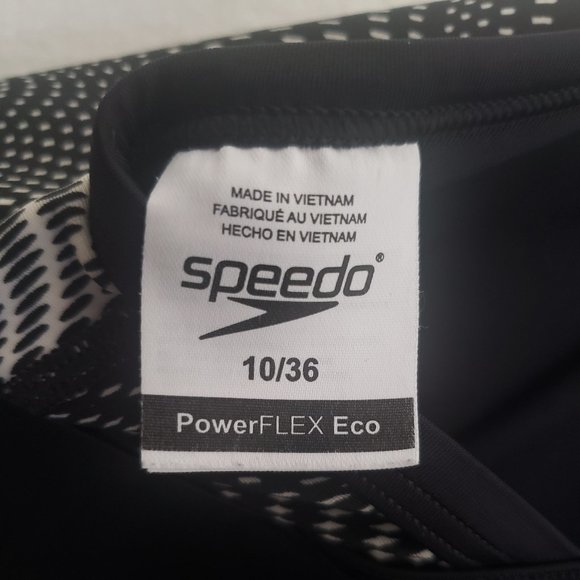 MADE IN VIETNAM
FABRIQUÉ AU VIETNAM
HECHO EN VIETNAM
speedo®
10/36
PowerFLEX Eco